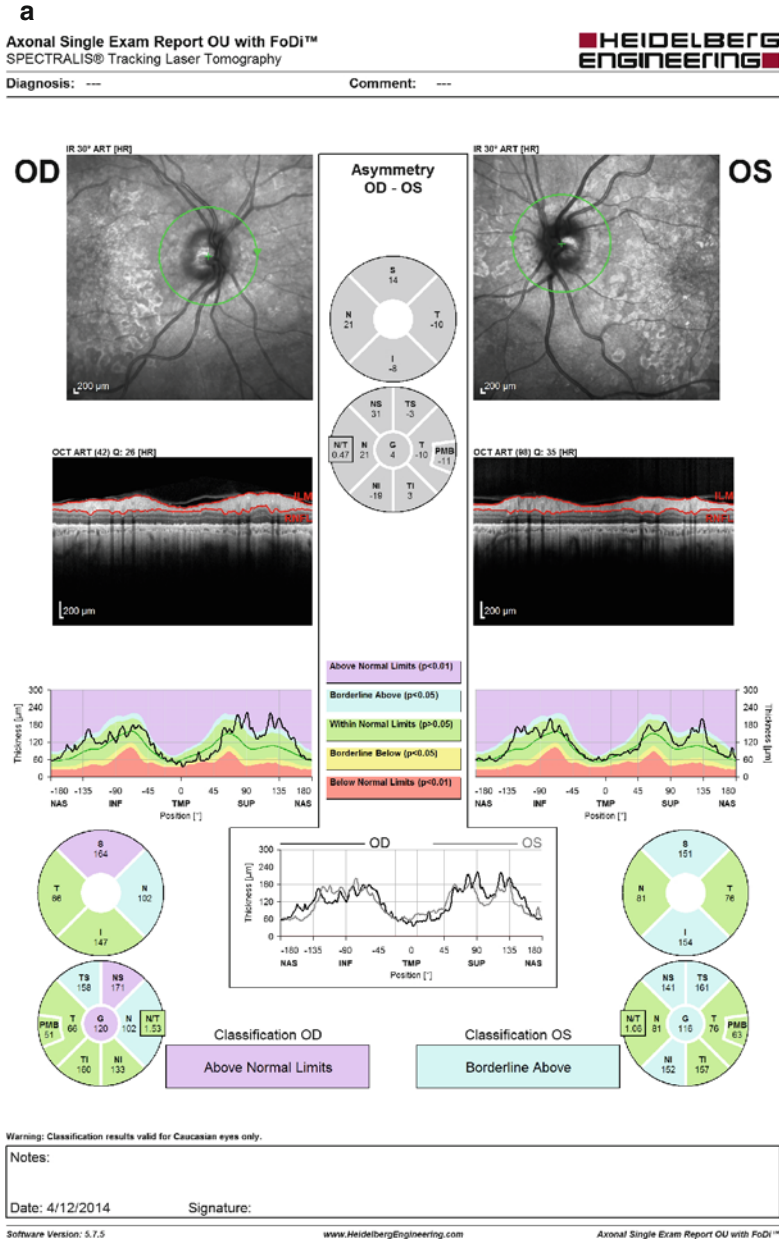 a
Axonal Single Exam Report OU with FoDi™
SPECTRALIS® Tracking Laser Tomography
HEIDELBERG
ENGINEERING
Diagnosis: ---
Comment: ---
OD
IR 30° ART [HR]
200 µm
Asymmetry
OD - OS
IR 30° ART [HR]
OS
200 µm
S
14
N
21
T
-10
I
-8
NS
31
TS
-3
N/T
0.47
N
21
G
4
T
-10
PMB
-11
NI
-19
TI
3
OCT ART (42) Q: 26 [HR]
ILM
RNFL
200 µm
OCT ART (98) Q: 35 [HR]
ILM
RNFL
200 µm
Above Normal Limits (p<0.01)
Borderline Above (p<0.05)
Within Normal Limits (p>0.05)
Borderline Below (p<0.05)
Below Normal Limits (p<0.01)
Thickness [µm]
300
240
180
120
60
0
-180 -135 -90 -45 0 45 90 135 180
NAS INF TMP SUP NAS
Position [°]
300
240
180
120
60
0
Thickness [µm]
-180 -135 -90 -45 0 45 90 135 180
NAS INF TMP SUP NAS
Position [°]
S
164
T
86
N
102
I
147
OD OS
Thickness [µm]
300
240
180
120
60
0
-180 -135 -90 -45 0 45 90 135 180
NAS INF TMP SUP NAS
Position [°]
S
151
N
81
T
76
I
154
TS
158
NS
171
PMB
51
T
66
G
120
N
102
N/T
1.53
TI
160
NI
133
Classification OD
Above Normal Limits
Classification OS
Borderline Above
NS
141
TS
161
N/T
1.06
N
81
G
116
T
76
PMB
63
NI
152
TI
157
Warning: Classification results valid for Caucasian eyes only.
Notes:
Date: 4/12/2014 Signature:
Software Version: 5.7.5 www.HeidelbergEngineering.com Axonal Single Exam Report OU with FoDi™